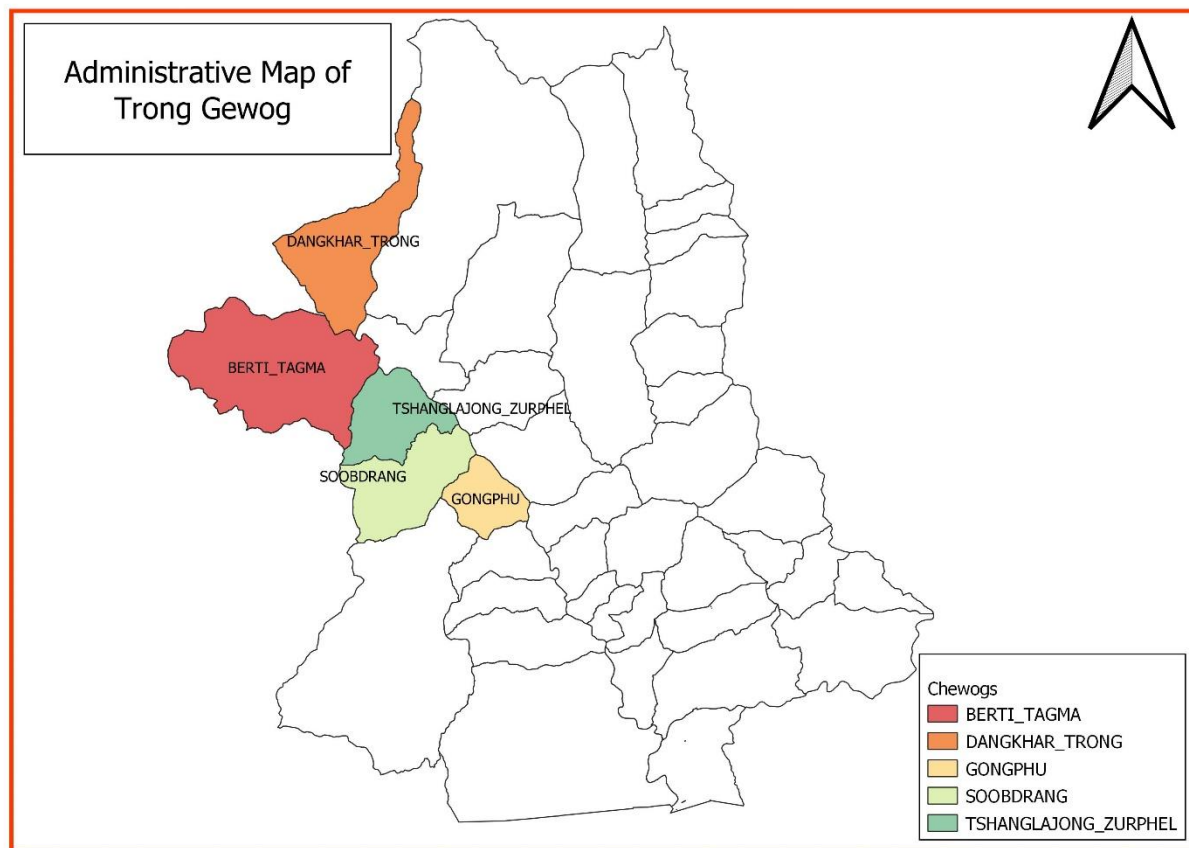 Administrative Map of
Trong Gewog
DANGKHAR_TRONG
BERTI_TAGMA
TSHANGLAJONG_ZURPHEL
SOOBDRANG
GONGPHU
Chewogs
BERTI_TAGMA
DANGKHAR_TRONG
GONGPHU
SOOBDRANG
TSHANGLAJONG_ZURPHEL